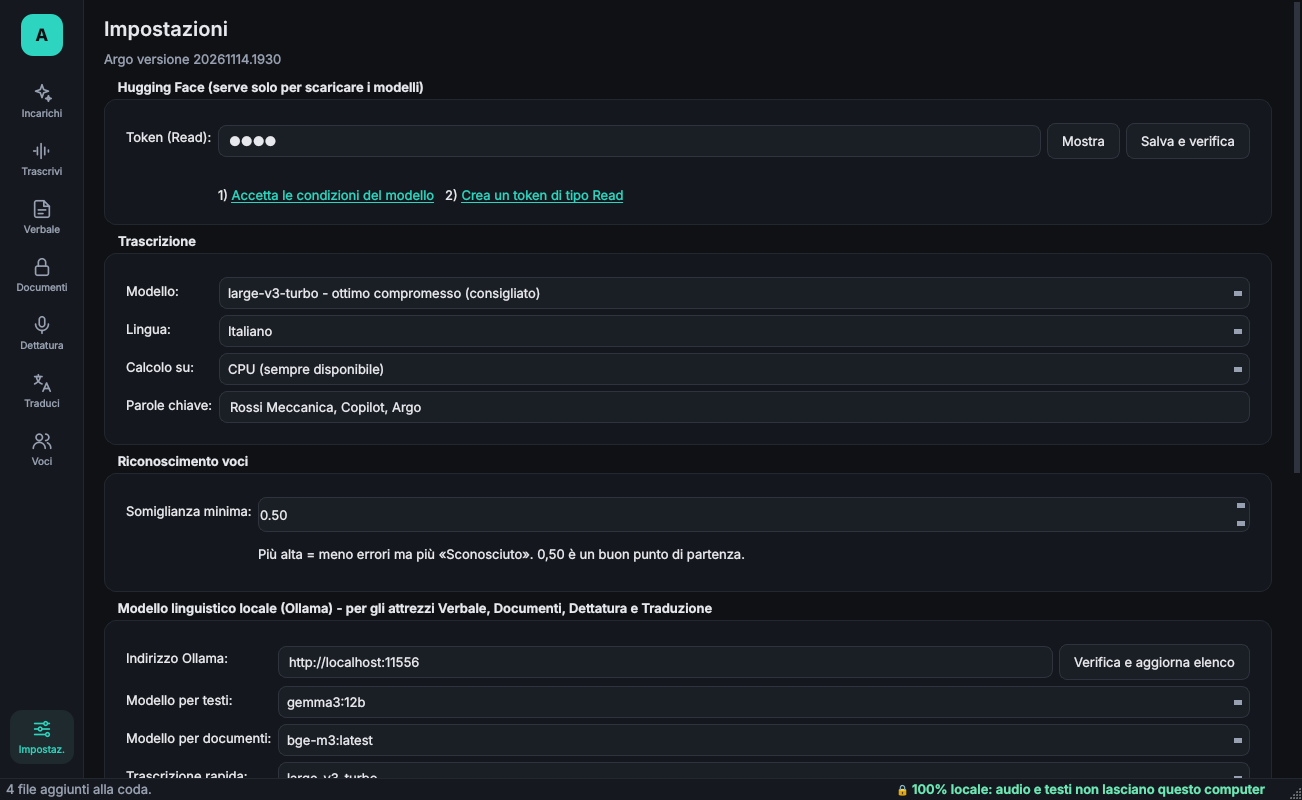 A
Impostazioni
Argo versione 20261114.1930
Incarichi
Trascrivi
Verbale
Documenti
Dettatura
Traduci
Voci
Impostaz.
Hugging Face (serve solo per scaricare i modelli)
Token (Read): ●●●● Mostra Salva e verifica
1) Accetta le condizioni del modello 2) Crea un token di tipo Read
Trascrizione
Modello: large-v3-turbo - ottimo compromesso (consigliato)
Lingua: Italiano
Calcolo su: CPU (sempre disponibile)
Parole chiave: Rossi Meccanica, Copilot, Argo
Riconoscimento voci
Somiglianza minima: 0.50
Più alta = meno errori ma più «Sconosciuto». 0,50 è un buon punto di partenza.
Modello linguistico locale (Ollama) - per gli attrezzi Verbale, Documenti, Dettatura e Traduzione
Indirizzo Ollama: http://localhost:11556 Verifica e aggiorna elenco
Modello per testi: gemma3:12b
Modello per documenti: bge-m3:latest
Trascrizione rapida: large-v3-turbo
4 file aggiunti alla coda.
🔒 100% locale: audio e testi non lasciano questo computer